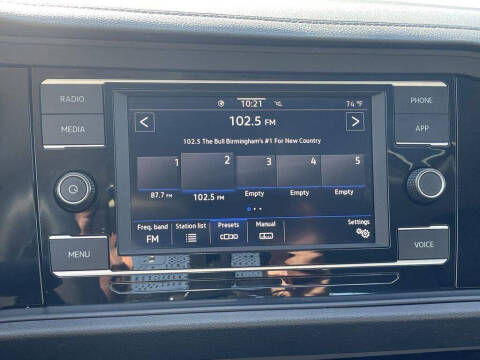 RADIO
MEDIA
MENU
10:21
74 °F
102.5 FM
102.5 The Bull Birmingham's #1 For New Country
1 2 3 4 5
87.7 FM 102.5 FM Empty Empty Empty
Freq. band Station list Presets Manual Settings
FM
PHONE
APP
VOICE